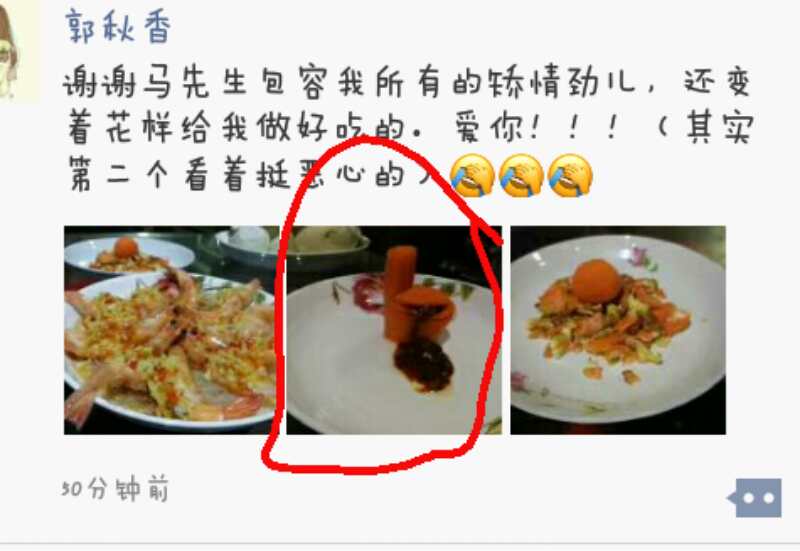 郭秋香
谢谢马先生包容我所有的矫情劲儿，还变
着花样给我做好吃的。爱你！！！（其实
第二个看着挺恶心的）
50分钟前